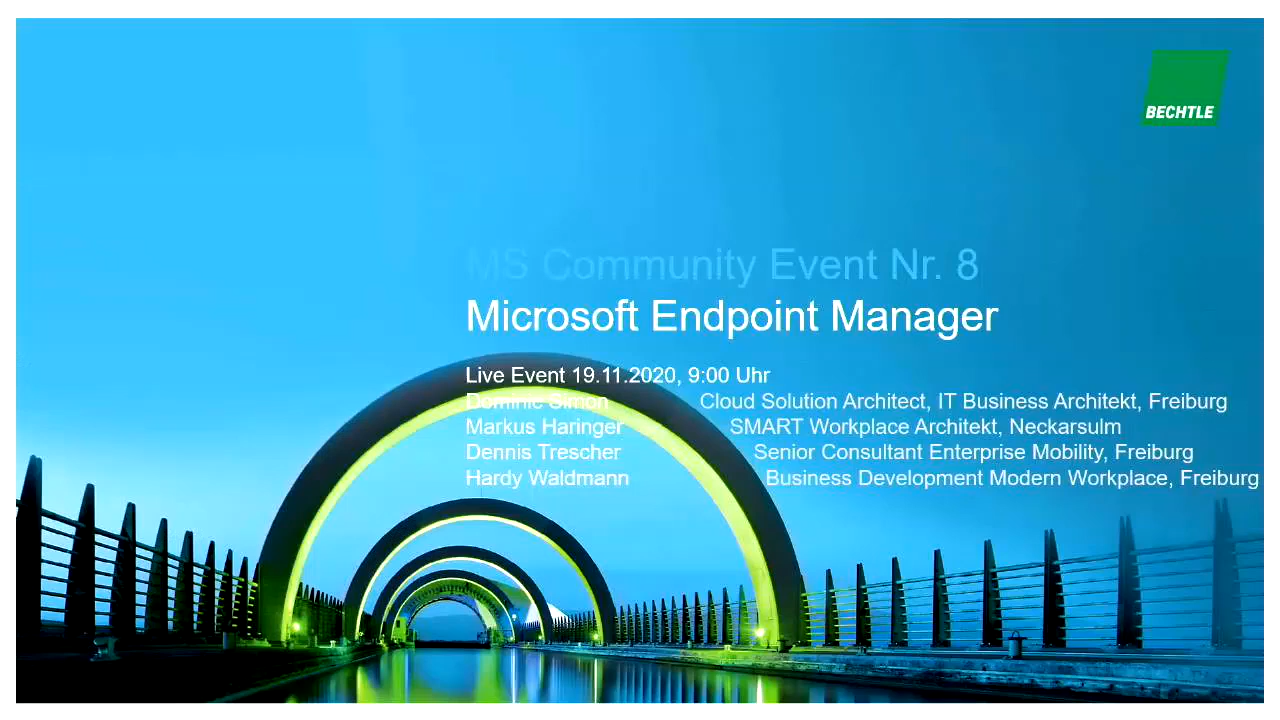 BECHTLE
MS Community Event Nr. 8
Microsoft Endpoint Manager
Live Event 19.11.2020, 9:00 Uhr
Dominic Simon Cloud Solution Architect, IT Business Architekt, Freiburg
Markus Haringer SMART Workplace Architekt, Neckarsulm
Dennis Trescher Senior Consultant Enterprise Mobility, Freiburg
Hardy Waldmann Business Development Modern Workplace, Freiburg